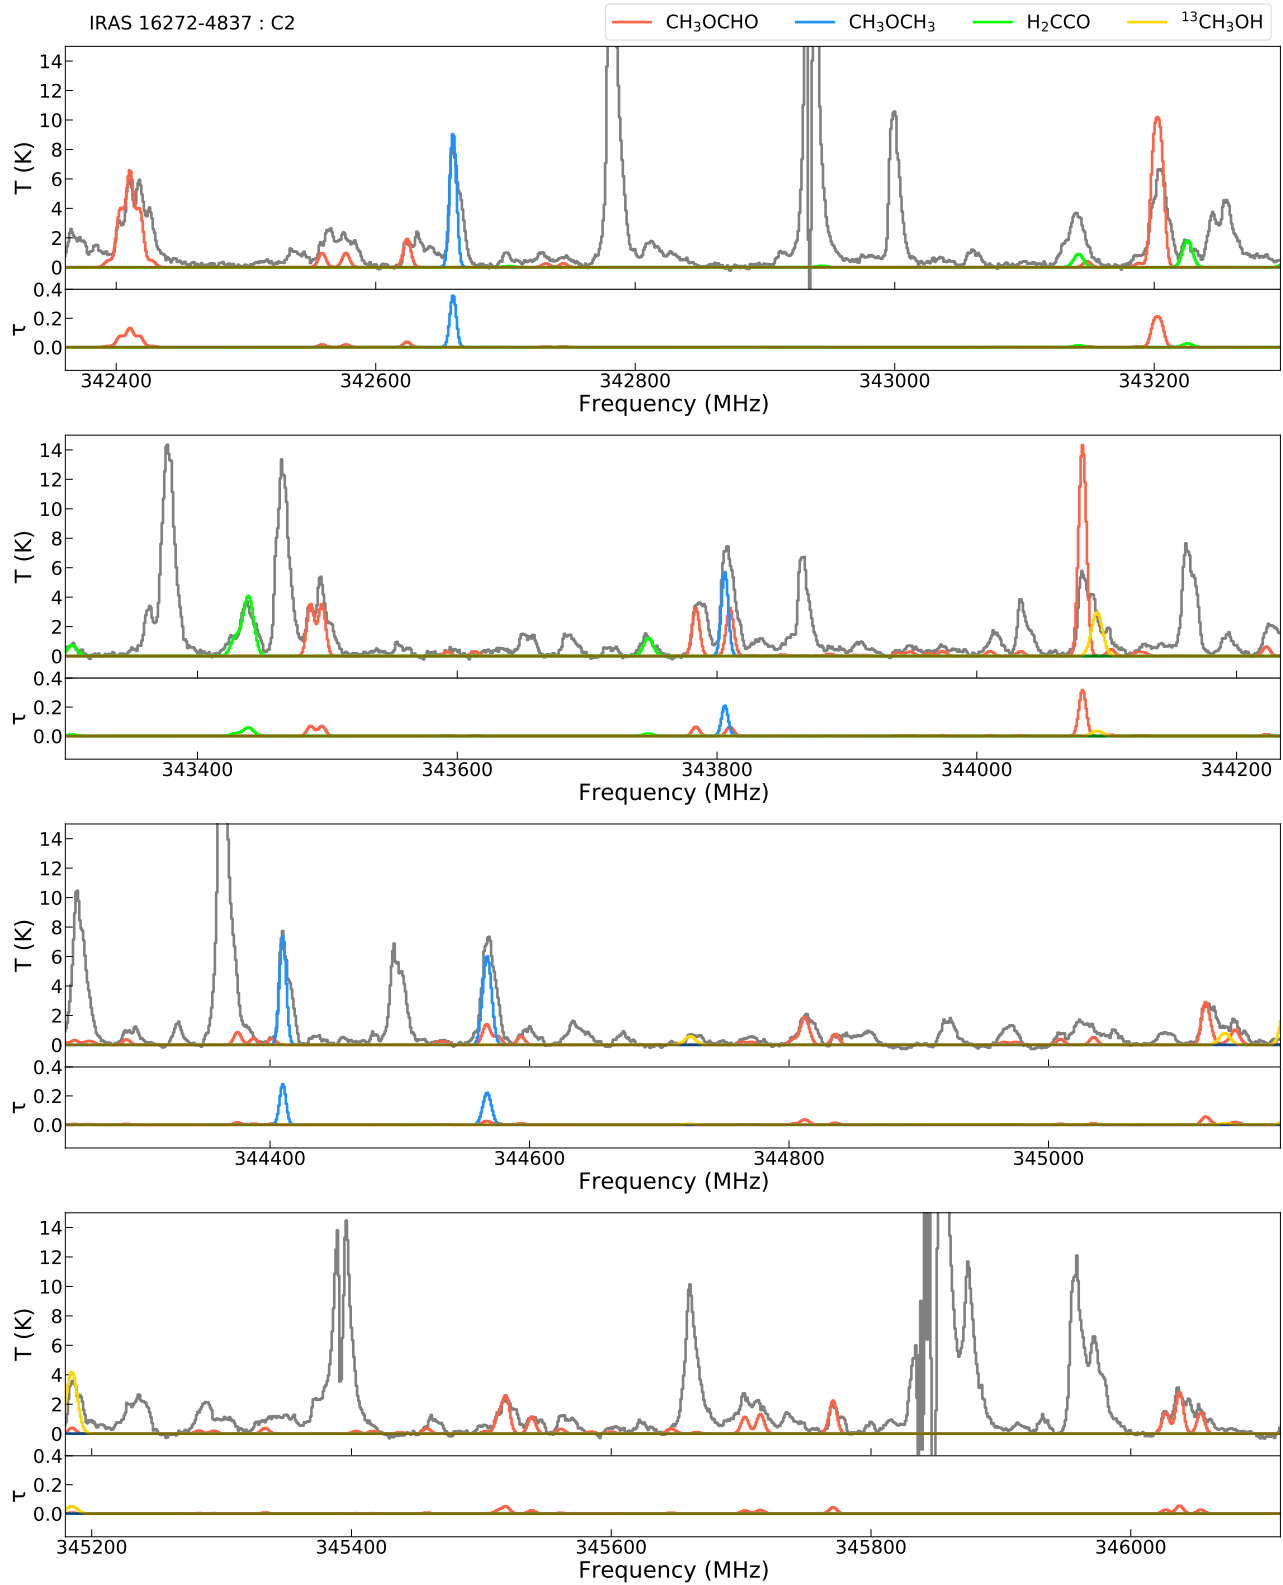 IRAS 16272-4837 : C2
CH₃OCHO CH₃OCH₃ H₂CCO ¹³CH₃OH
14
12
10
8
6
4
2
0
T (K)
0.4
0.2
0.0
τ
342400 342600 342800 343000 343200
Frequency (MHz)
14
12
10
8
6
4
2
0
T (K)
0.4
0.2
0.0
τ
343400 343600 343800 344000 344200
Frequency (MHz)
14
12
10
8
6
4
2
0
T (K)
0.4
0.2
0.0
τ
344400 344600 344800 345000
Frequency (MHz)
14
12
10
8
6
4
2
0
T (K)
0.4
0.2
0.0
τ
345200 345400 345600 345800 346000
Frequency (MHz)